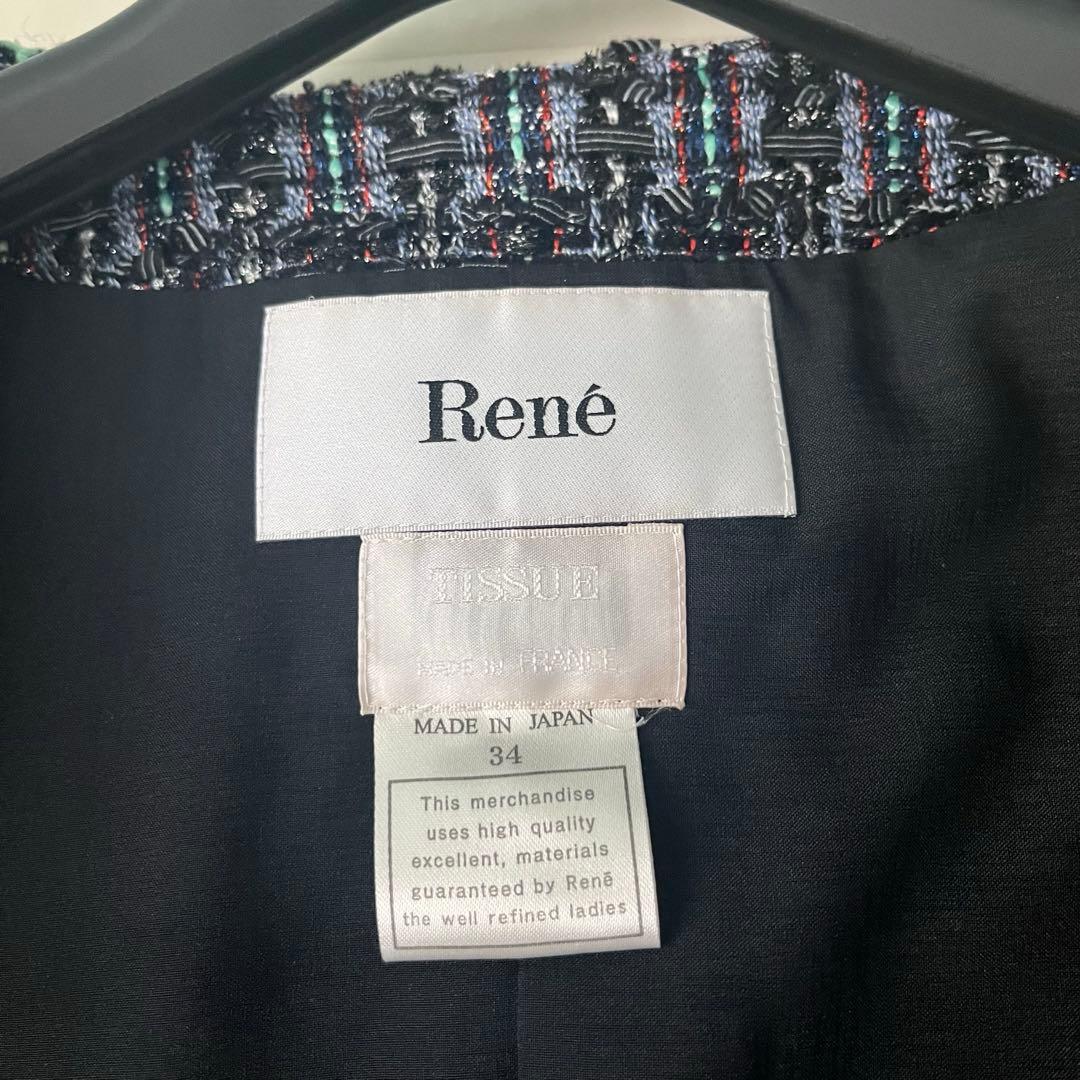 René
TISSUE
MADE IN FRANCE
MADE IN JAPAN
34
This merchandise
uses high quality
excellent, materials
guaranteed by Renē
the well refined ladies